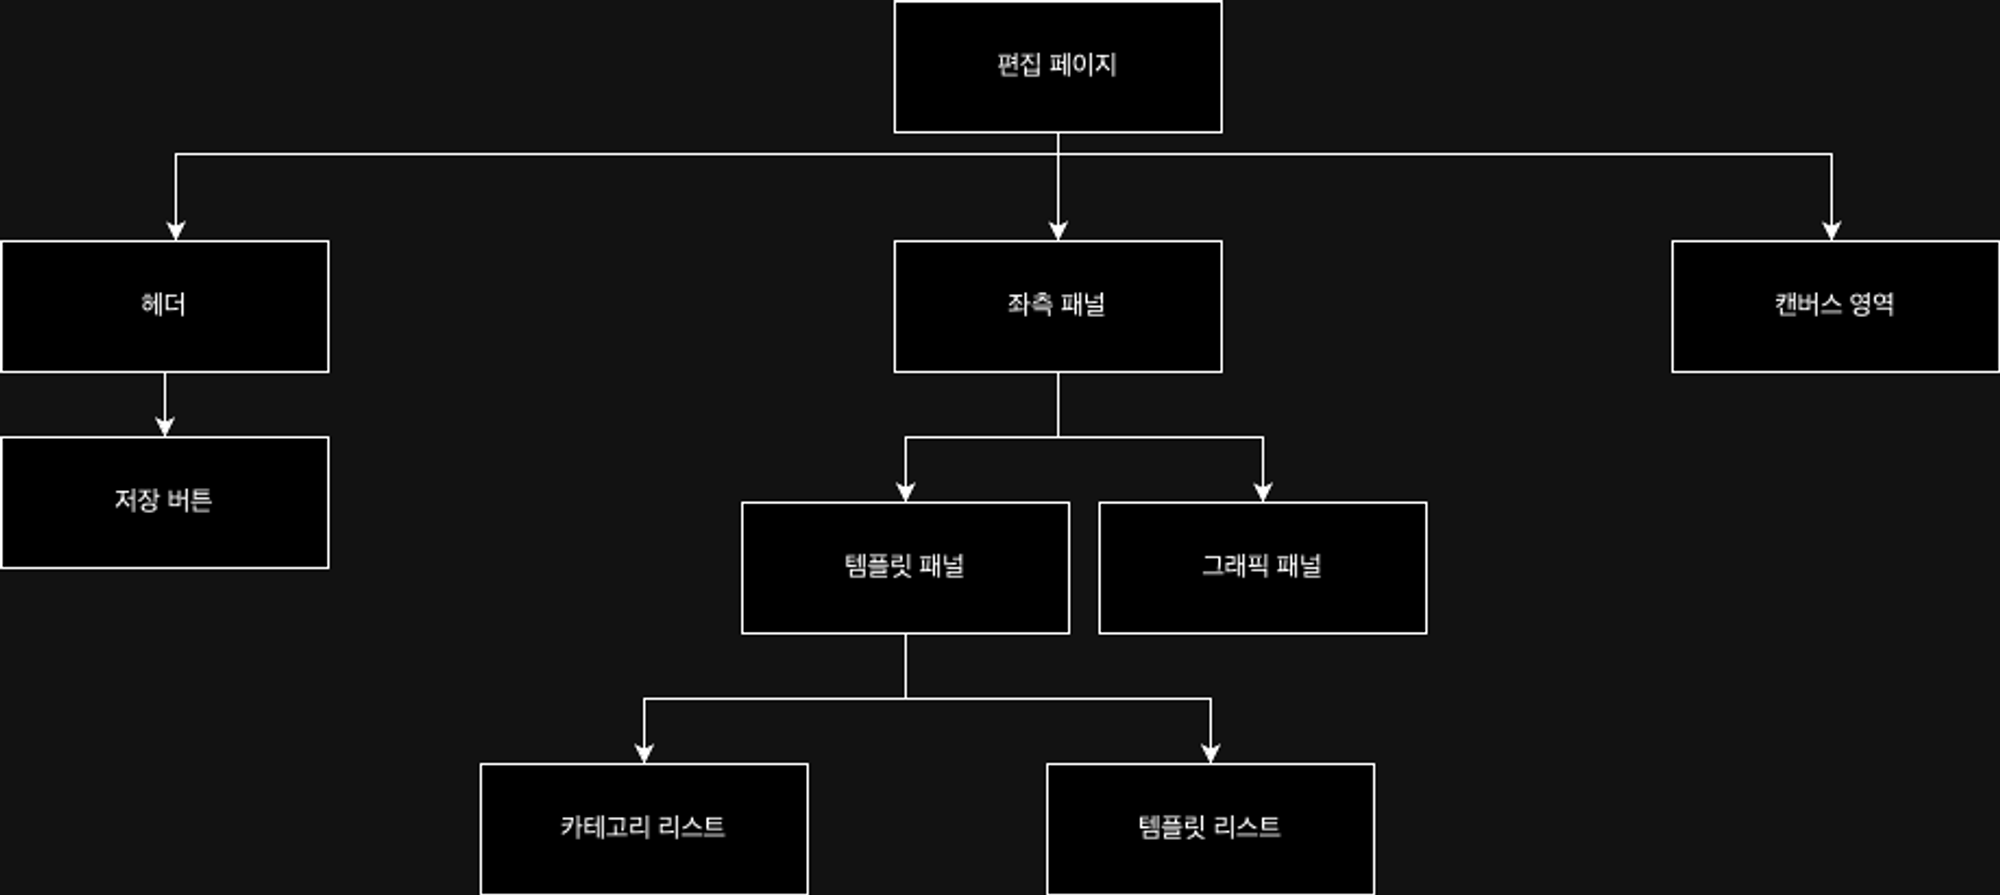 편집 페이지
헤더
좌측 패널
캔버스 영역
저장 버튼
템플릿 패널
그래픽 패널
카테고리 리스트
템플릿 리스트